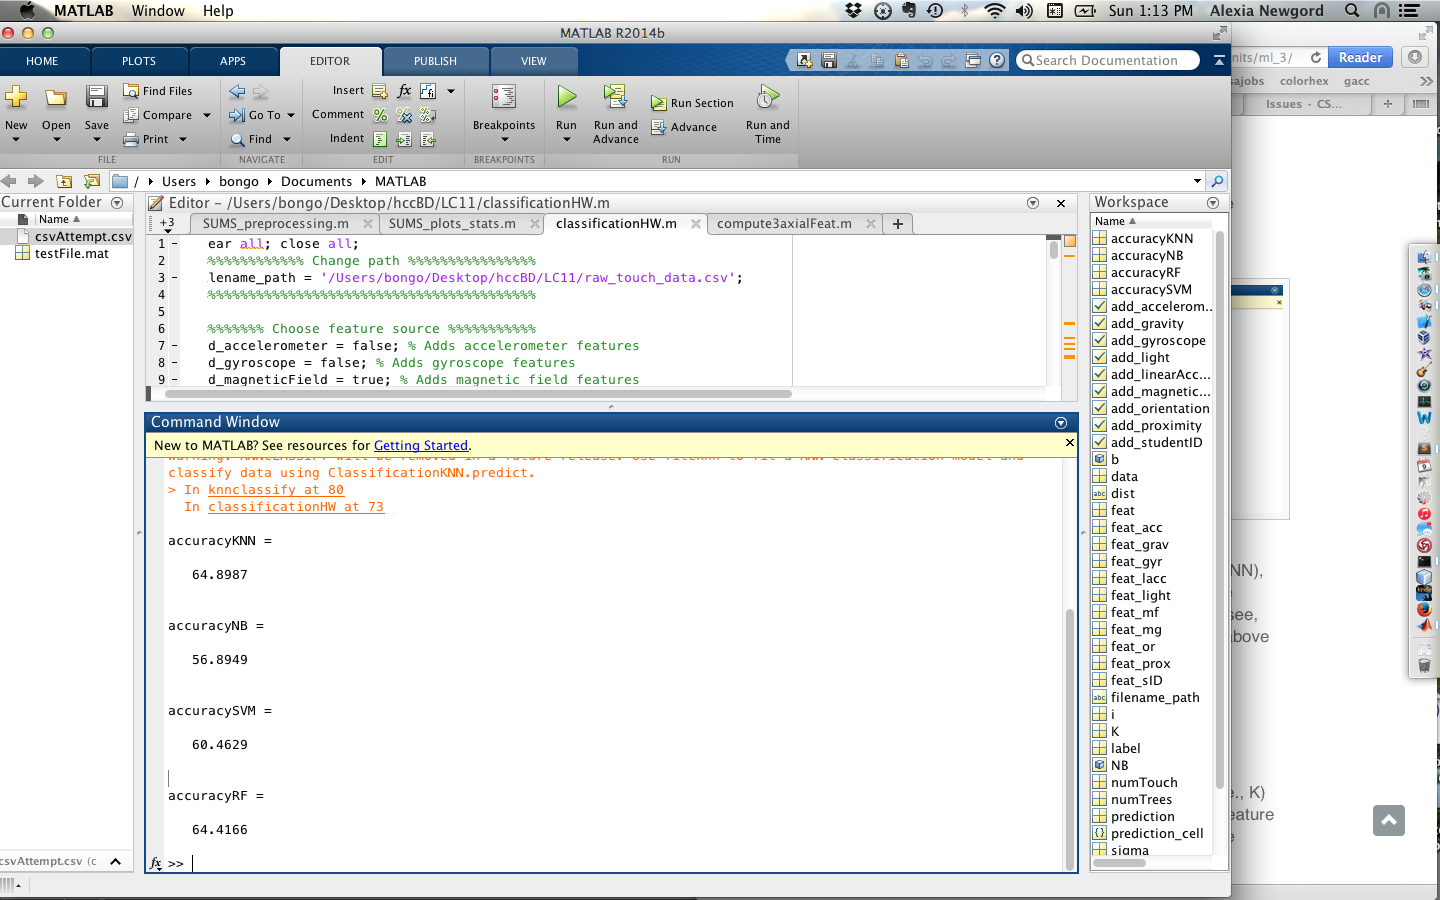 MATLAB Window Help
Sun 1:13 PM Alexia Newgord
MATLAB R2014b
HOME PLOTS APPS EDITOR PUBLISH VIEW
Search Documentation
New Open Save
Find Files
Compare
Print
Go To
Find
Insert
Comment
Indent
fx
Breakpoints
Run
Run and Advance
Run Section
Advance
Run and Time
FILE NAVIGATE EDIT BREAKPOINTS RUN
/ Users bongo Documents MATLAB
Current Folder
Name
csvAttempt.csv
testFile.mat
csvAttempt.csv (c
Editor – /Users/bongo/Desktop/hccBD/LC11/classificationHW.m
+3 SUMS_preprocessing.m SUMS_plots_stats.m classificationHW.m compute3axialFeat.m +
1 – ear all; close all;
2 %%%%%%%%%%%%% Change path %%%%%%%%%%%%%%%%
3 – lename_path = '/Users/bongo/Desktop/hccBD/LC11/raw_touch_data.csv';
4 %%%%%%%%%%%%%%%%%%%%%%%%%%%%%%%%%%%%%%%%%
5
6 %%%%%%% Choose feature source %%%%%%%%%%%
7 – d_accelerometer = false; % Adds accelerometer features
8 – d_gyroscope = false; % Adds gyroscope features
9 – d_magneticField = true; % Adds magnetic field features
Command Window
New to MATLAB? See resources for Getting Started.
classify data using ClassificationKNN.predict.
> In knnclassify at 80
In classificationHW at 73
accuracyKNN =
64.8987
accuracyNB =
56.8949
accuracySVM =
60.4629
accuracyRF =
64.4166
fx >>
Workspace
Name
accuracyKNN
accuracyNB
accuracyRF
accuracySVM
add_accelerom...
add_gravity
add_gyroscope
add_light
add_linearAcc...
add_magnetic...
add_orientation
add_proximity
add_studentID
b
data
dist
feat
feat_acc
feat_grav
feat_gyr
feat_lacc
feat_light
feat_mf
feat_mg
feat_or
feat_prox
feat_sID
filename_path
i
K
label
NB
numTouch
numTrees
prediction
prediction_cell
sigma
nits/ml_3/ Reader
sajobs colorhex gacc
Issues · CS...
NN),
see,
above
., K)
eature